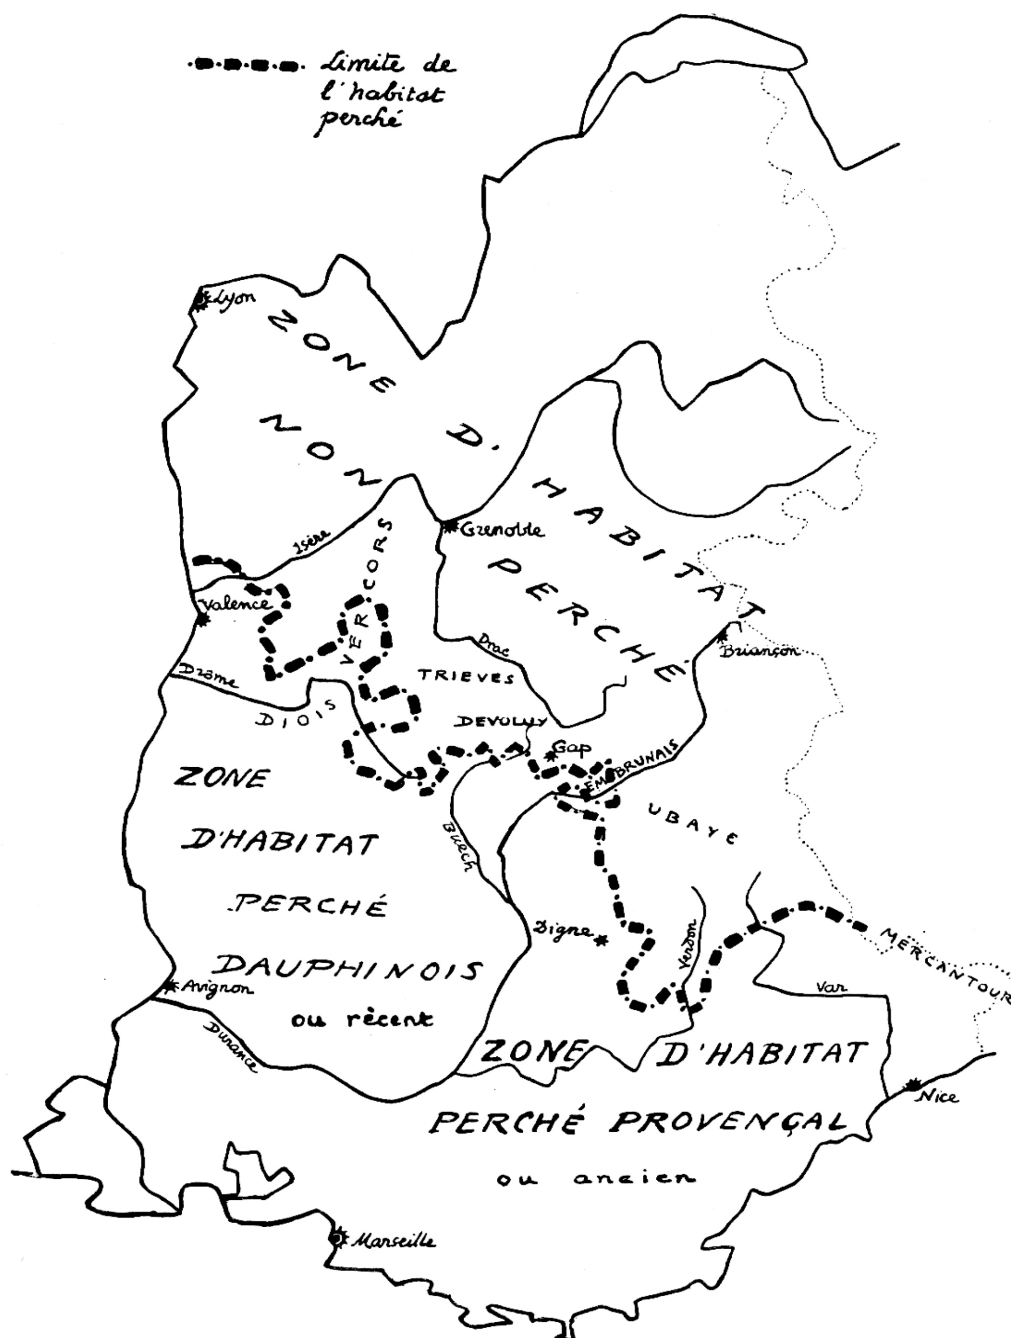 Limite de
l'habitat
perché
Lyon
ZONE D'HABITAT
NON PERCHÉ
Isère
Grenoble
VERCORS
Valence
Drac
Briançon
Drôme
TRIEVES
DIOIS
DEVOLUY
Gap
EMBRUNAIS
UBAYE
ZONE
D'HABITAT
PERCHÉ
DAUPHINOIS
ou récent
Buech
Digne
Verdon
MERCANTOUR
Avignon
Var
Durance
ZONE D'HABITAT
PERCHÉ PROVENÇAL
ou ancien
Nice
Marseille